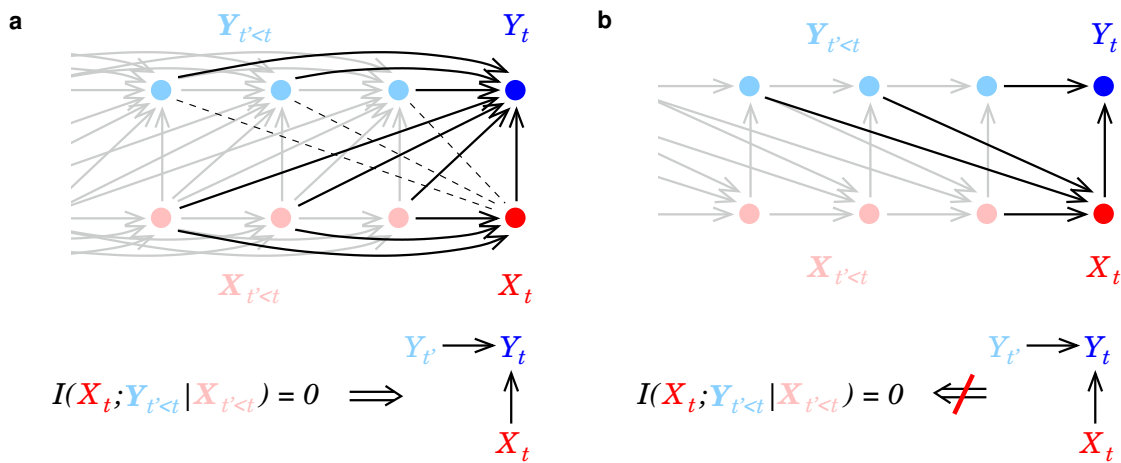 a
Y_{t'<t} Y_t
X_{t'<t} X_t
Y_{t'} Y_t
I(X_t;Y_{t'<t}|X_{t'<t}) = 0
X_t
b
Y_{t'<t} Y_t
X_{t'<t} X_t
Y_{t'} Y_t
I(X_t;Y_{t'<t}|X_{t'<t}) = 0
X_t